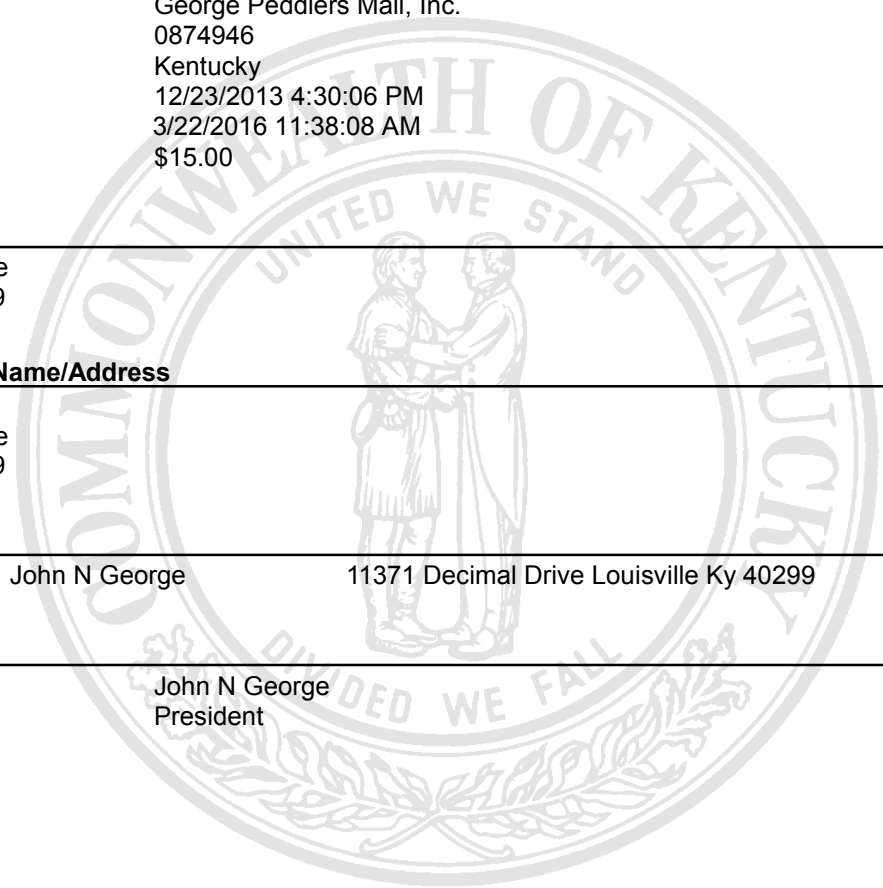 George Peddlers Mall, Inc.
0874946
Kentucky
12/23/2013 4:30:06 PM
3/22/2016 11:38:08 AM
$15.00
COMMONWEALTH OF KENTUCKY
UNITED WE STAND
e
9
Name/Address
e
9
John N George 11371 Decimal Drive Louisville Ky 40299
DIVIDED WE FALL
John N George
President